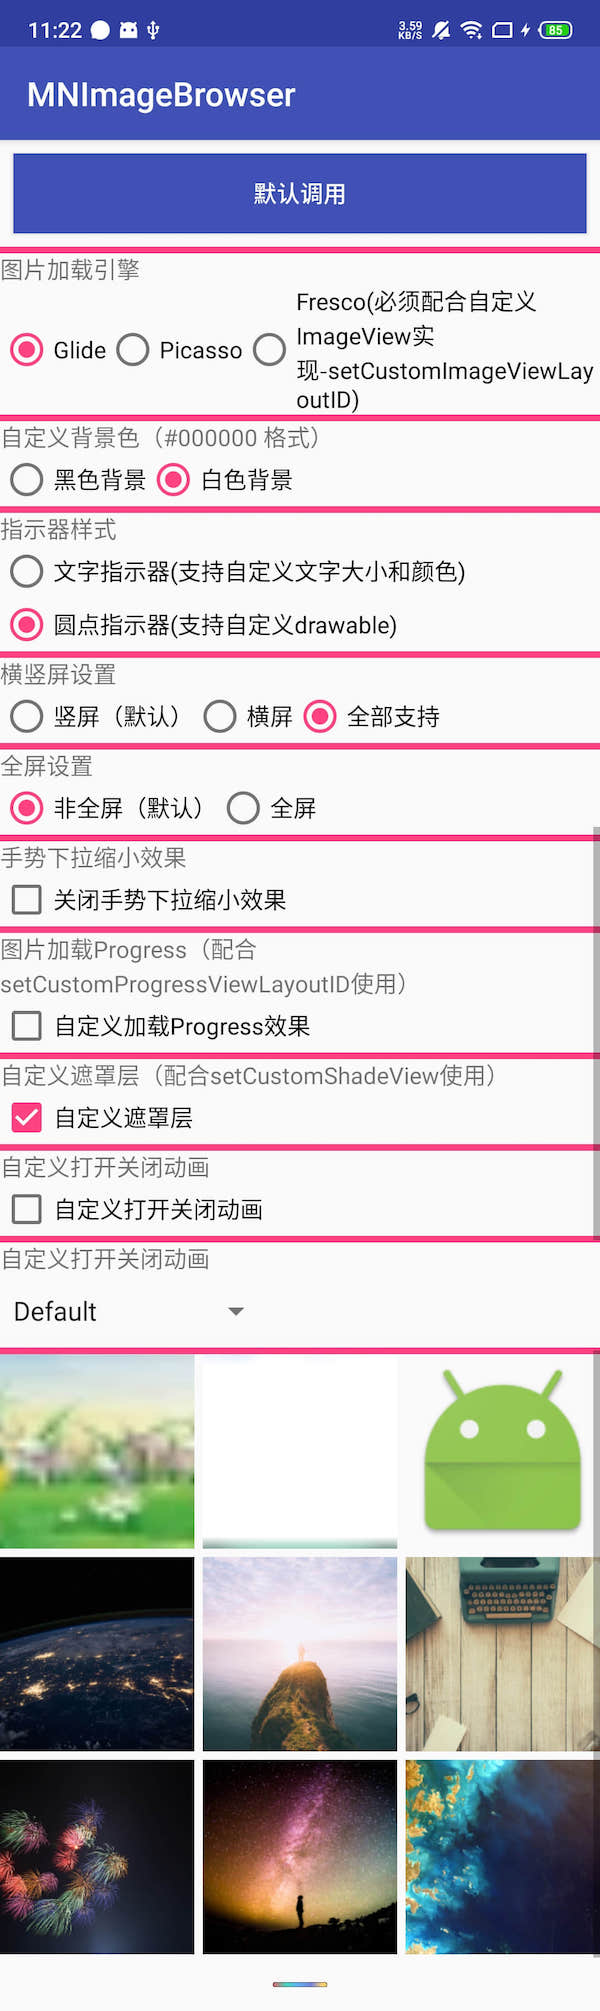 11:22 3.59 KB/S 85
MNImageBrowser
默认调用
图片加载引擎
Glide Picasso Fresco(必须配合自定义
ImageView实
现-setCustomImageViewLay
outID)
自定义背景色（#000000 格式）
黑色背景 白色背景
指示器样式
文字指示器(支持自定义文字大小和颜色)
圆点指示器(支持自定义drawable)
横竖屏设置
竖屏（默认） 横屏 全部支持
全屏设置
非全屏（默认） 全屏
手势下拉缩小效果
关闭手势下拉缩小效果
图片加载Progress（配合
setCustomProgressViewLayoutID使用）
自定义加载Progress效果
自定义遮罩层（配合setCustomShadeView使用）
自定义遮罩层
自定义打开关闭动画
自定义打开关闭动画
自定义打开关闭动画
Default